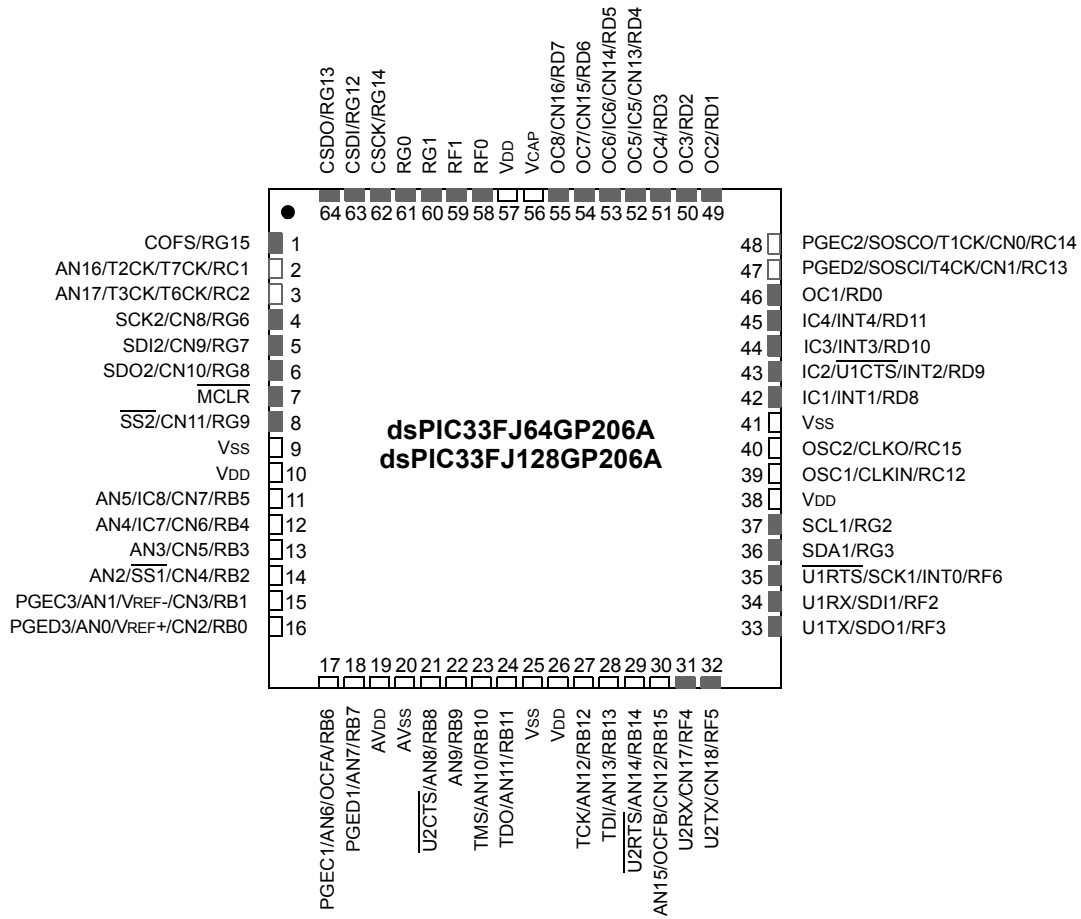 CSDO/RG13
CSDI/RG12
CSCK/RG14
RG0
RG1
RF1
RF0
VDD
VCAP
OC8/CN16/RD7
OC7/CN15/RD6
OC6/IC6/CN14/RD5
OC5/IC5/CN13/RD4
OC4/RD3
OC3/RD2
OC2/RD1
64 63 62 61 60 59 58 57 56 55 54 53 52 51 50 49
COFS/RG15 1
AN16/T2CK/T7CK/RC1 2
AN17/T3CK/T6CK/RC2 3
SCK2/CN8/RG6 4
SDI2/CN9/RG7 5
SDO2/CN10/RG8 6
MCLR 7
SS2/CN11/RG9 8
VSS 9
VDD 10
AN5/IC8/CN7/RB5 11
AN4/IC7/CN6/RB4 12
AN3/CN5/RB3 13
AN2/SS1/CN4/RB2 14
PGEC3/AN1/VREF-/CN3/RB1 15
PGED3/AN0/VREF+/CN2/RB0 16
dsPIC33FJ64GP206A
dsPIC33FJ128GP206A
48 PGEC2/SOSCO/T1CK/CN0/RC14
47 PGED2/SOSCI/T4CK/CN1/RC13
46 OC1/RD0
45 IC4/INT4/RD11
44 IC3/INT3/RD10
43 IC2/U1CTS/INT2/RD9
42 IC1/INT1/RD8
41 VSS
40 OSC2/CLKO/RC15
39 OSC1/CLKIN/RC12
38 VDD
37 SCL1/RG2
36 SDA1/RG3
35 U1RTS/SCK1/INT0/RF6
34 U1RX/SDI1/RF2
33 U1TX/SDO1/RF3
17 18 19 20 21 22 23 24 25 26 27 28 29 30 31 32
PGEC1/AN6/OCFA/RB6
PGED1/AN7/RB7
AVDD
AVSS
U2CTS/AN8/RB8
AN9/RB9
TMS/AN10/RB10
TDO/AN11/RB11
VSS
VDD
TCK/AN12/RB12
TDI/AN13/RB13
U2RTS/AN14/RB14
AN15/OCFB/CN12/RB15
U2RX/CN17/RF4
U2TX/CN18/RF5